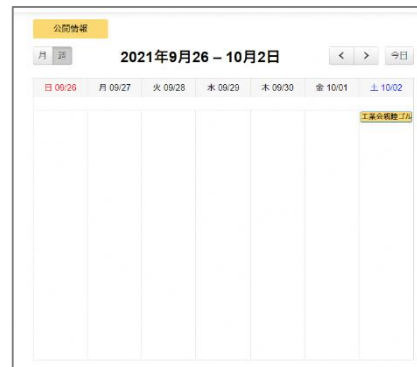 公開情報
月 週
2021年9月26 – 10月2日
< > 今日
日 09/26 月 09/27 火 09/28 水 09/29 木 09/30 金 10/01 土 10/02
工業会親睦ゴル